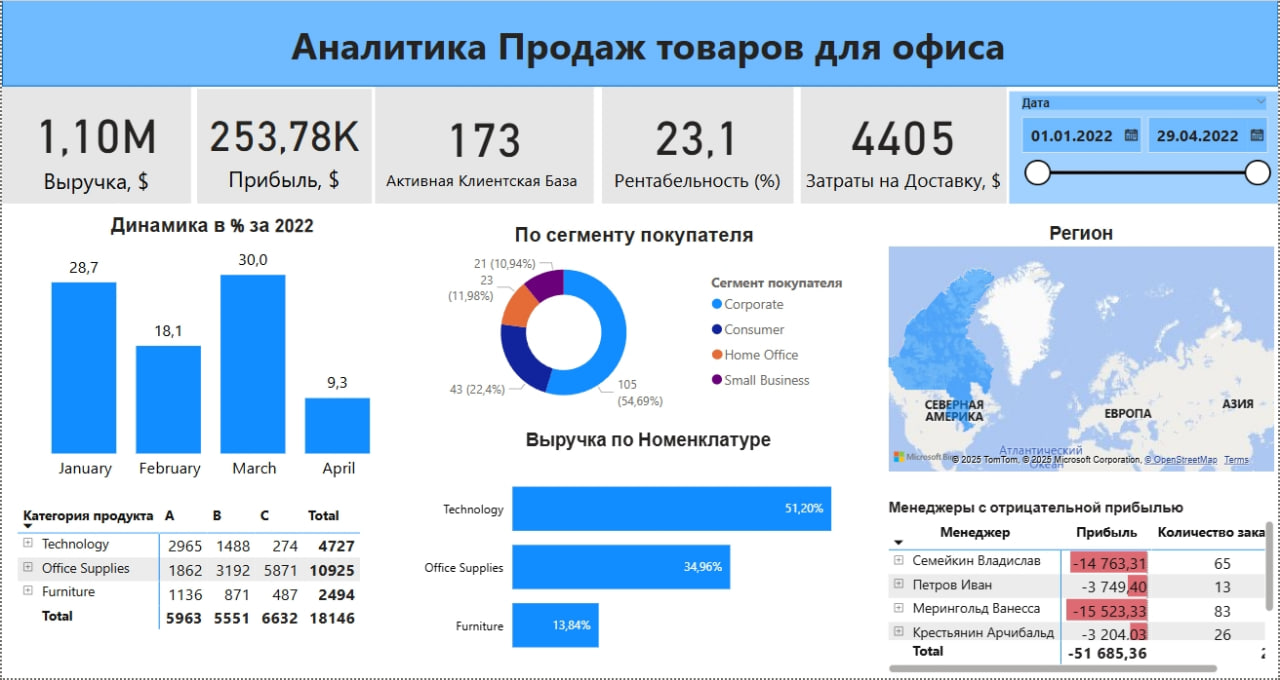 Аналитика Продаж товаров для офиса
1,10M
Выручка, $
253,78K
Прибыль, $
173
Активная Клиентская База
23,1
Рентабельность (%)
4405
Затраты на Доставку, $
Дата
01.01.2022 29.04.2022
Динамика в % за 2022
28,7 18,1 30,0 9,3
January February March April
Категория продукта A B C Total
Technology 2965 1488 274 4727
Office Supplies 1862 3192 5871 10925
Furniture 1136 871 487 2494
Total 5963 5551 6632 18146
По сегменту покупателя
21 (10,94%)
23
(11,98%)
43 (22,4%)
105
(54,69%)
Сегмент покупателя
Corporate
Consumer
Home Office
Small Business
Выручка по Номенклатуре
Technology 51,20%
Office Supplies 34,96%
Furniture 13,84%
Регион
СЕВЕРНАЯ
АМЕРИКА
ЕВРОПА
АЗИЯ
Атлантический
Океан
Microsoft
© 2025 TomTom, © 2025 Microsoft Corporation, © OpenStreetMap Terms
Менеджеры с отрицательной прибылью
Менеджер Прибыль Количество зака
Семейкин Владислав -14 763,31 65
Петров Иван -3 749,40 13
Мерингольд Ванесса -15 523,33 83
Крестьянин Арчибальд -3 204,03 26
Total -51 685,36